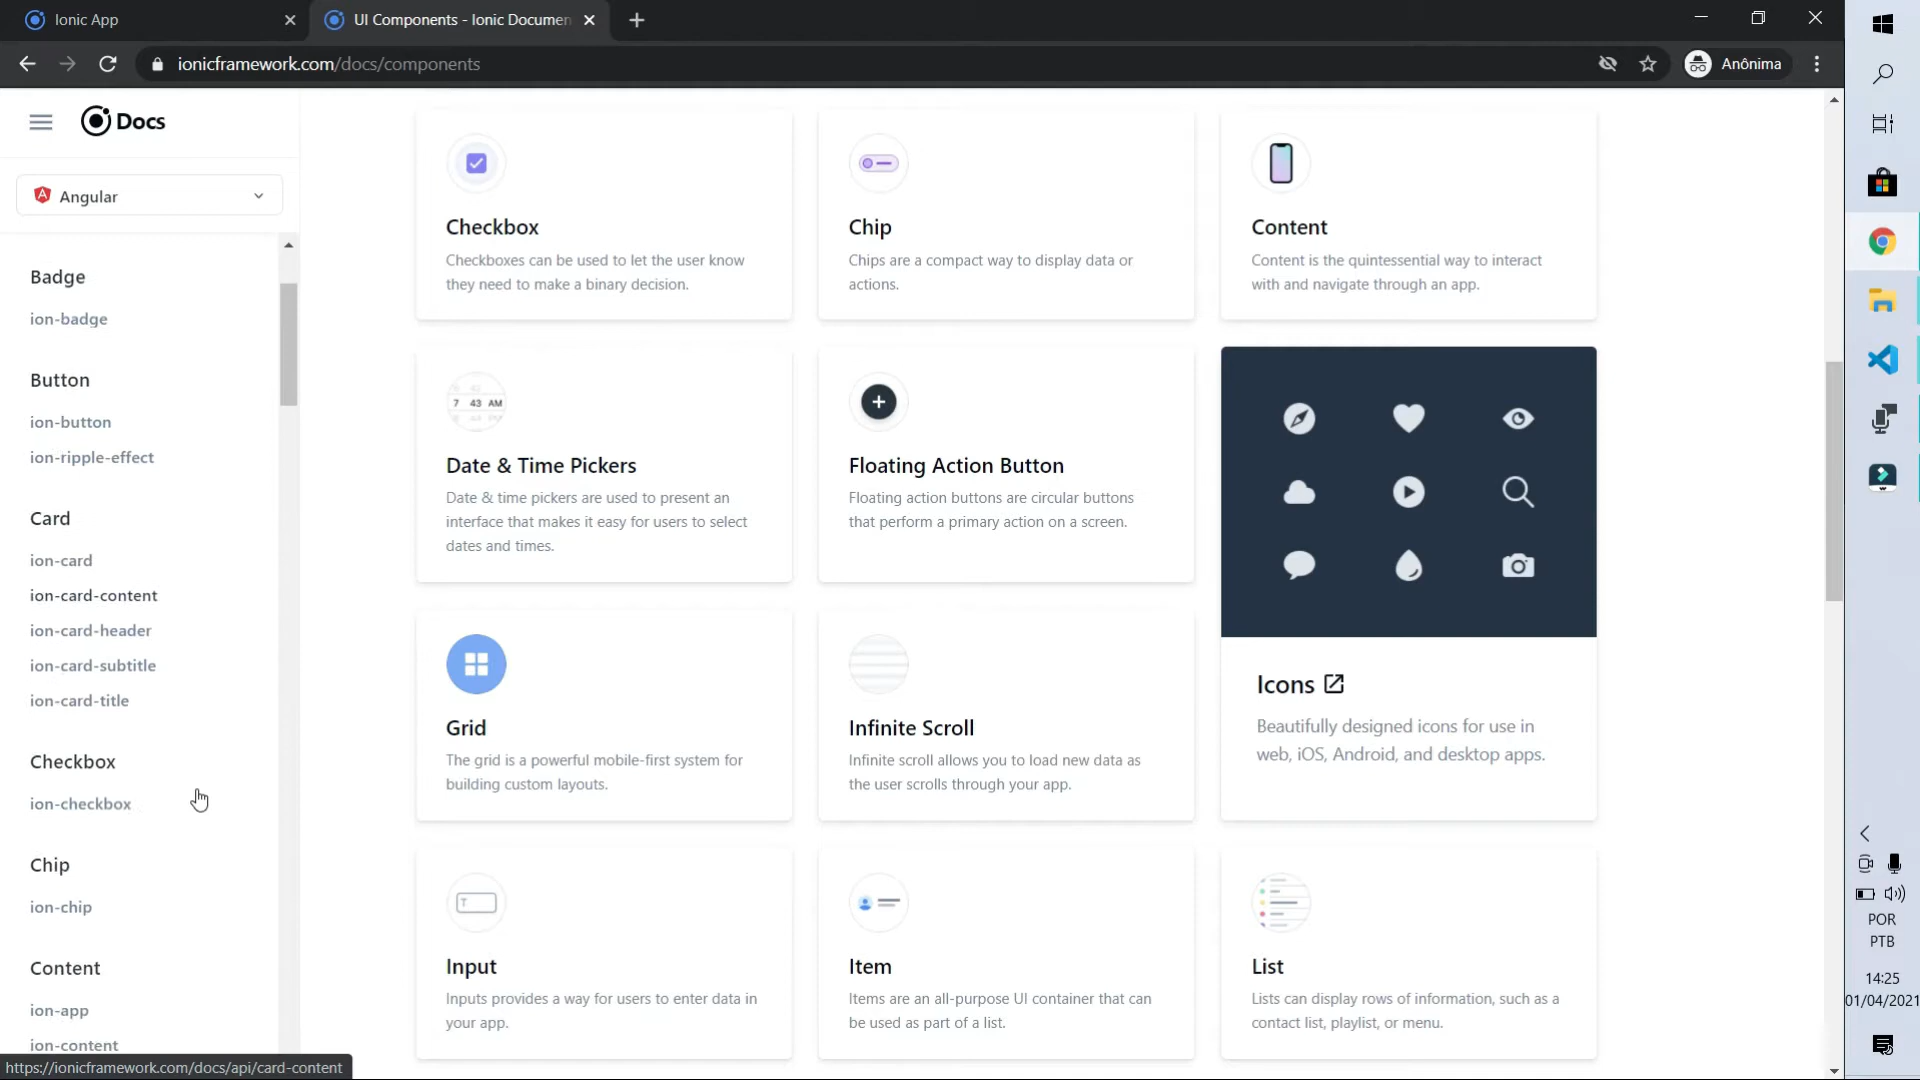 Ionic App
UI Components - Ionic Documen
ionicframework.com/docs/components
Anônima
Docs
Angular
Badge
ion-badge
Button
ion-button
ion-ripple-effect
Card
ion-card
ion-card-content
ion-card-header
ion-card-subtitle
ion-card-title
Checkbox
ion-checkbox
Chip
ion-chip
Content
ion-app
ion-content
https://ionicframework.com/docs/api/card-content
Checkbox
Checkboxes can be used to let the user know
they need to make a binary decision.
Chip
Chips are a compact way to display data or
actions.
Content
Content is the quintessential way to interact
with and navigate through an app.
7 43 AM
Date & Time Pickers
Date & time pickers are used to present an
interface that makes it easy for users to select
dates and times.
Floating Action Button
Floating action buttons are circular buttons
that perform a primary action on a screen.
Grid
The grid is a powerful mobile-first system for
building custom layouts.
Infinite Scroll
Infinite scroll allows you to load new data as
the user scrolls through your app.
Icons
Beautifully designed icons for use in
web, iOS, Android, and desktop apps.
T
Input
Inputs provides a way for users to enter data in
your app.
Item
Items are an all-purpose UI container that can
be used as part of a list.
List
Lists can display rows of information, such as a
contact list, playlist, or menu.
POR
PTB
14:25
01/04/2021